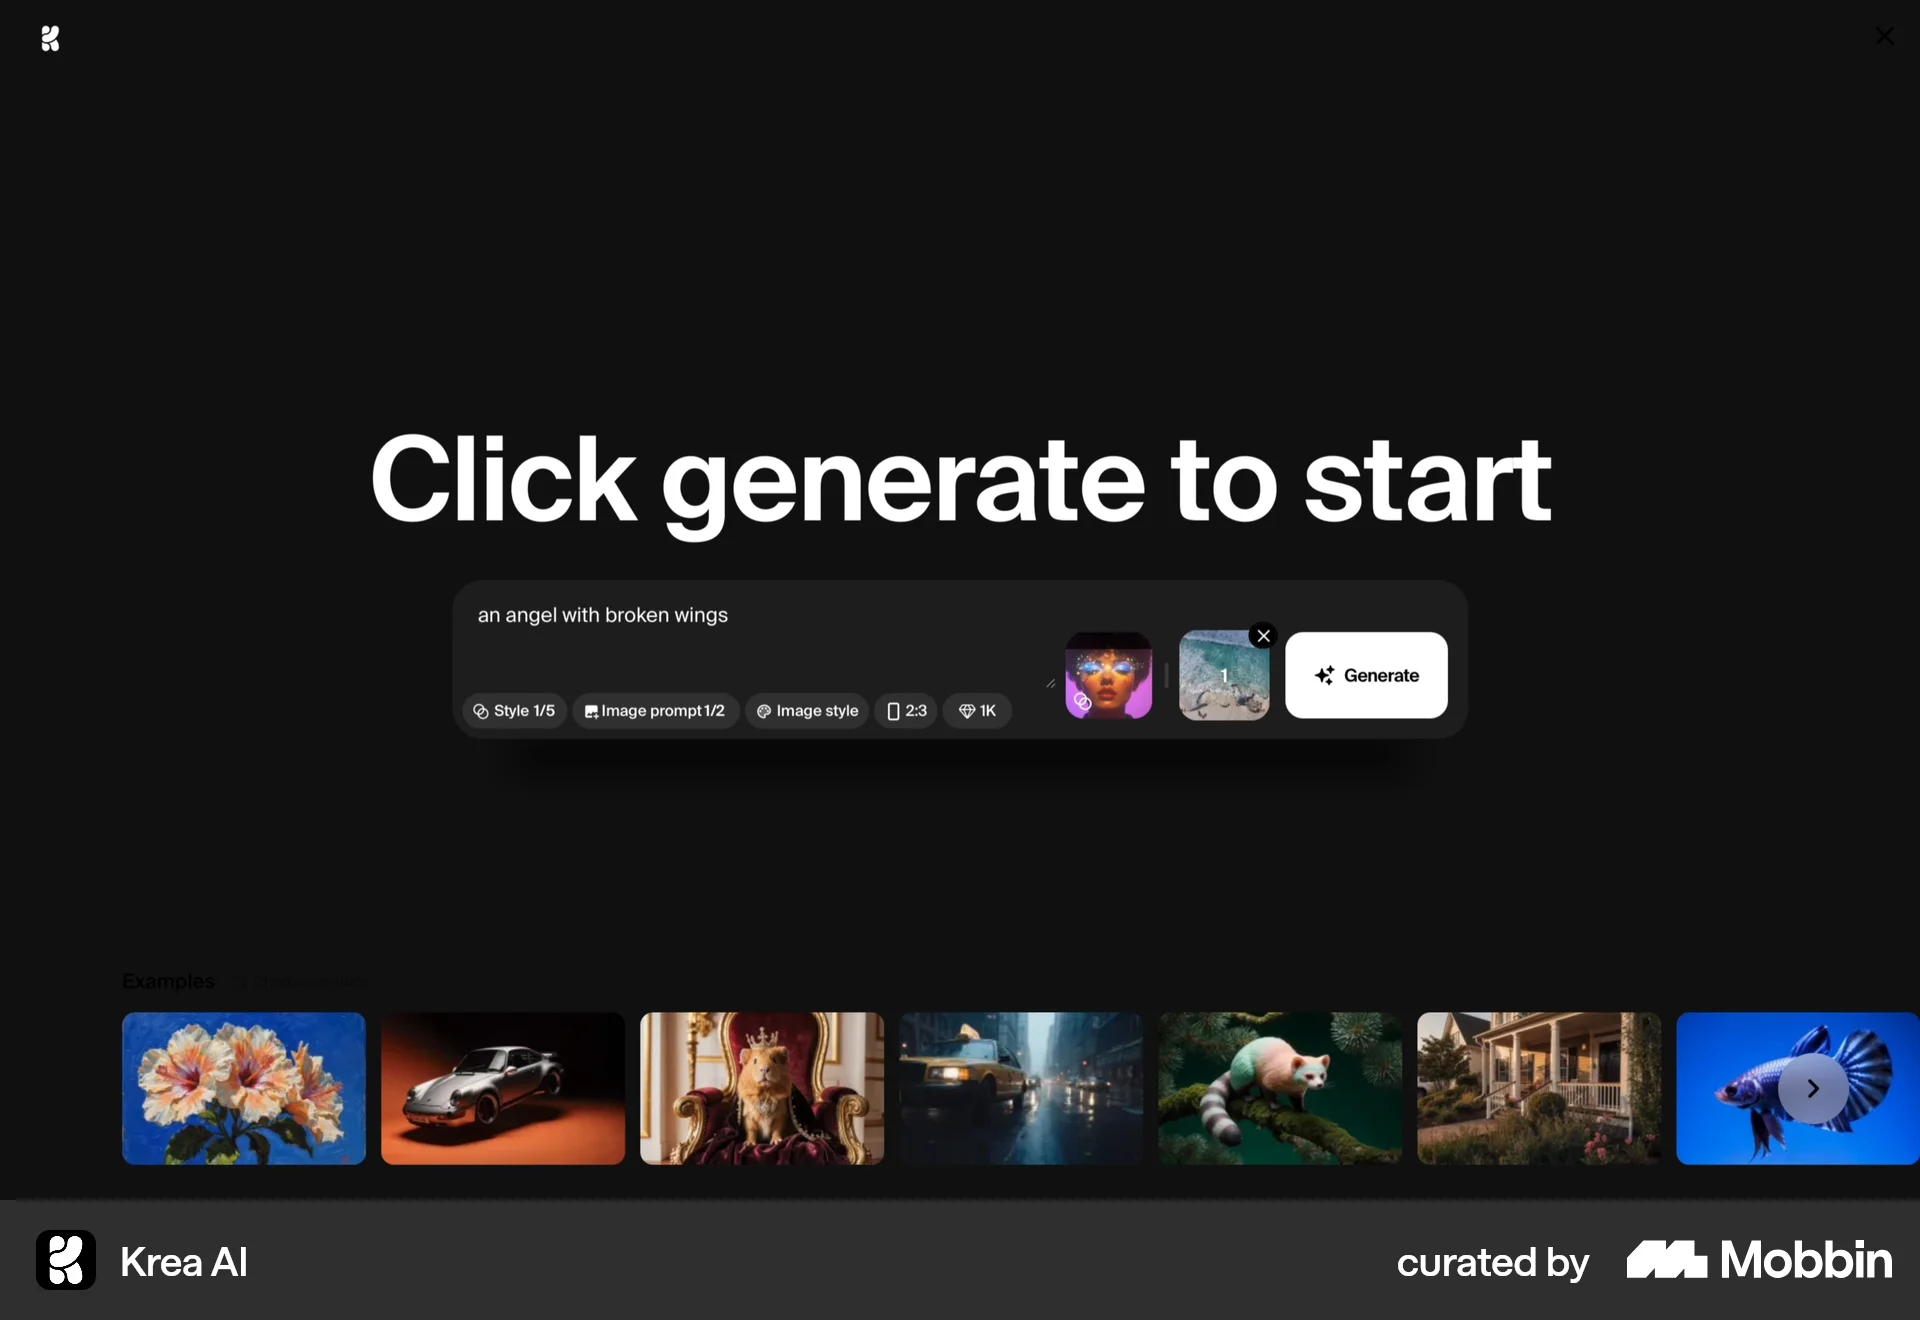 Click generate to start
an angel with broken wings
1
Generate
Style 1/5
Image prompt 1/2
Image style
2:3
1K
Examples
Krea AI
curated by Mobbin